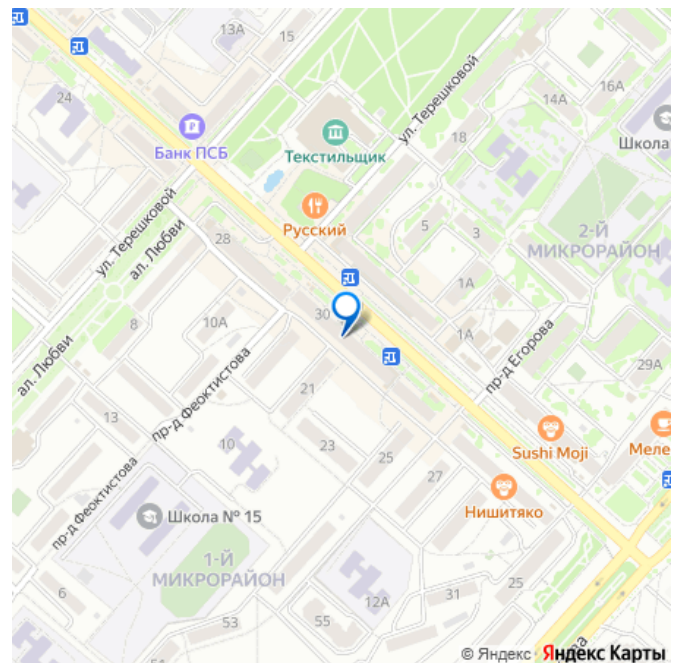 13А
15
24
Банк ПСБ
Текстильщик
ул. Терешковой
18
14А
16А
Школа
Русский
5
3
2-Й
МИКРОРАЙОН
ул. Терешковой
ал. Любви
28
1А
30
1А
10А
8
пр-д Егорова
29А
ал. Любви
пр-д Феоктистова
21
13
10
23
25
27
Sushi Moji
Меле
Нишитяко
пр-д Феоктистова
Школа № 15
1-Й
МИКРОРАЙОН
6
53
55
12А
31
25
ва
© Яндекс Яндекс Карты